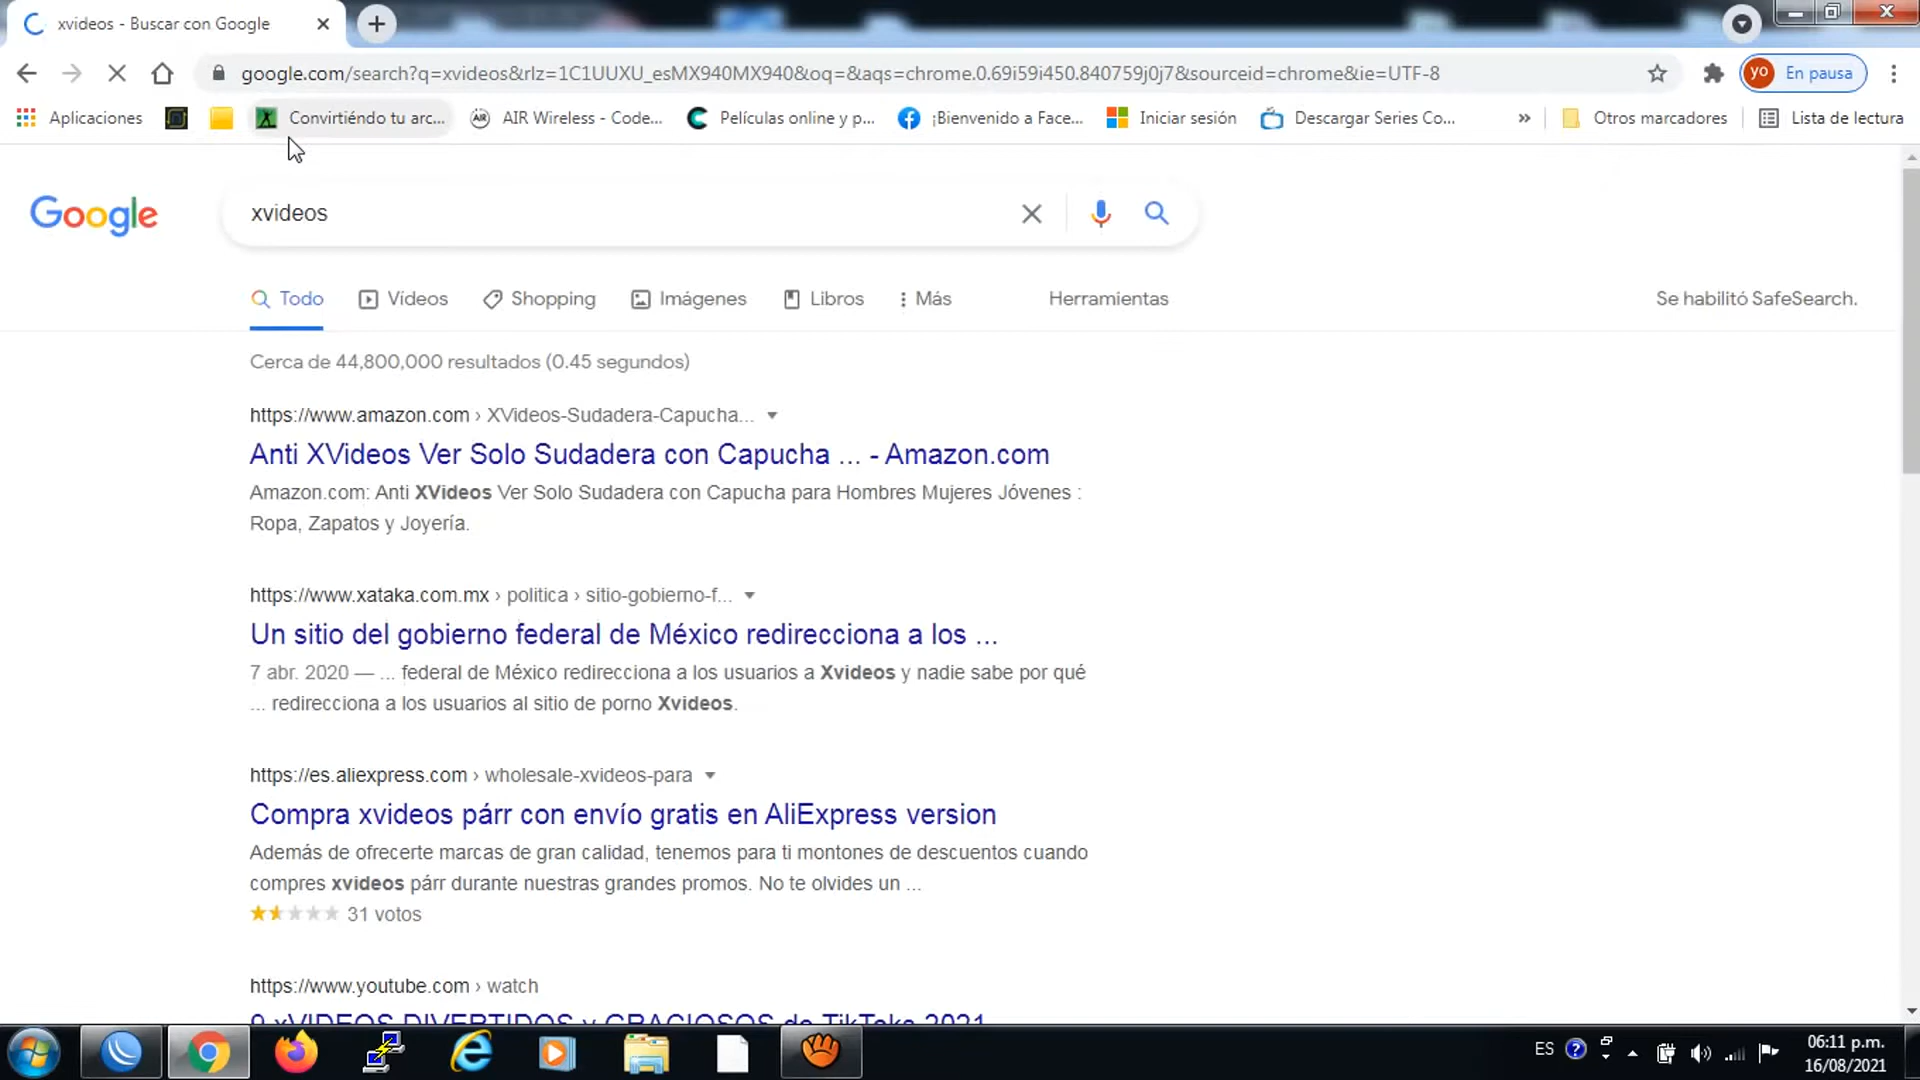 xvideos - Buscar con Google
google.com/search?q=xvideos&rlz=1C1UUXU_esMX940MX940&oq=&aqs=chrome.0.69i59i450.840759j0j7&sourceid=chrome&ie=UTF-8
yo En pausa
Aplicaciones Convirtiéndo tu arc... AIR Wireless - Code... Películas online y p... ¡Bienvenido a Face... Iniciar sesión Descargar Series Co... » Otros marcadores Lista de lectura
Google xvideos
Todo Vídeos Shopping Imágenes Libros Más Herramientas Se habilitó SafeSearch.
Cerca de 44,800,000 resultados (0.45 segundos)
https://www.amazon.com › XVideos-Sudadera-Capucha...
Anti XVideos Ver Solo Sudadera con Capucha ... - Amazon.com
Amazon.com: Anti XVideos Ver Solo Sudadera con Capucha para Hombres Mujeres Jóvenes :
Ropa, Zapatos y Joyería.
https://www.xataka.com.mx › politica › sitio-gobierno-f...
Un sitio del gobierno federal de México redirecciona a los ...
7 abr. 2020 — ... federal de México redirecciona a los usuarios a Xvideos y nadie sabe por qué
... redirecciona a los usuarios al sitio de porno Xvideos.
https://es.aliexpress.com › wholesale-xvideos-para
Compra xvideos párr con envío gratis en AliExpress version
Además de ofrecerte marcas de gran calidad, tenemos para ti montones de descuentos cuando
compres xvideos párr durante nuestras grandes promos. No te olvides un ...
31 votos
https://www.youtube.com › watch
9 xVIDEOS DIVERTIDOS y GRACIOSOS de TikToks 2021
ES 06:11 p.m.
16/08/2021